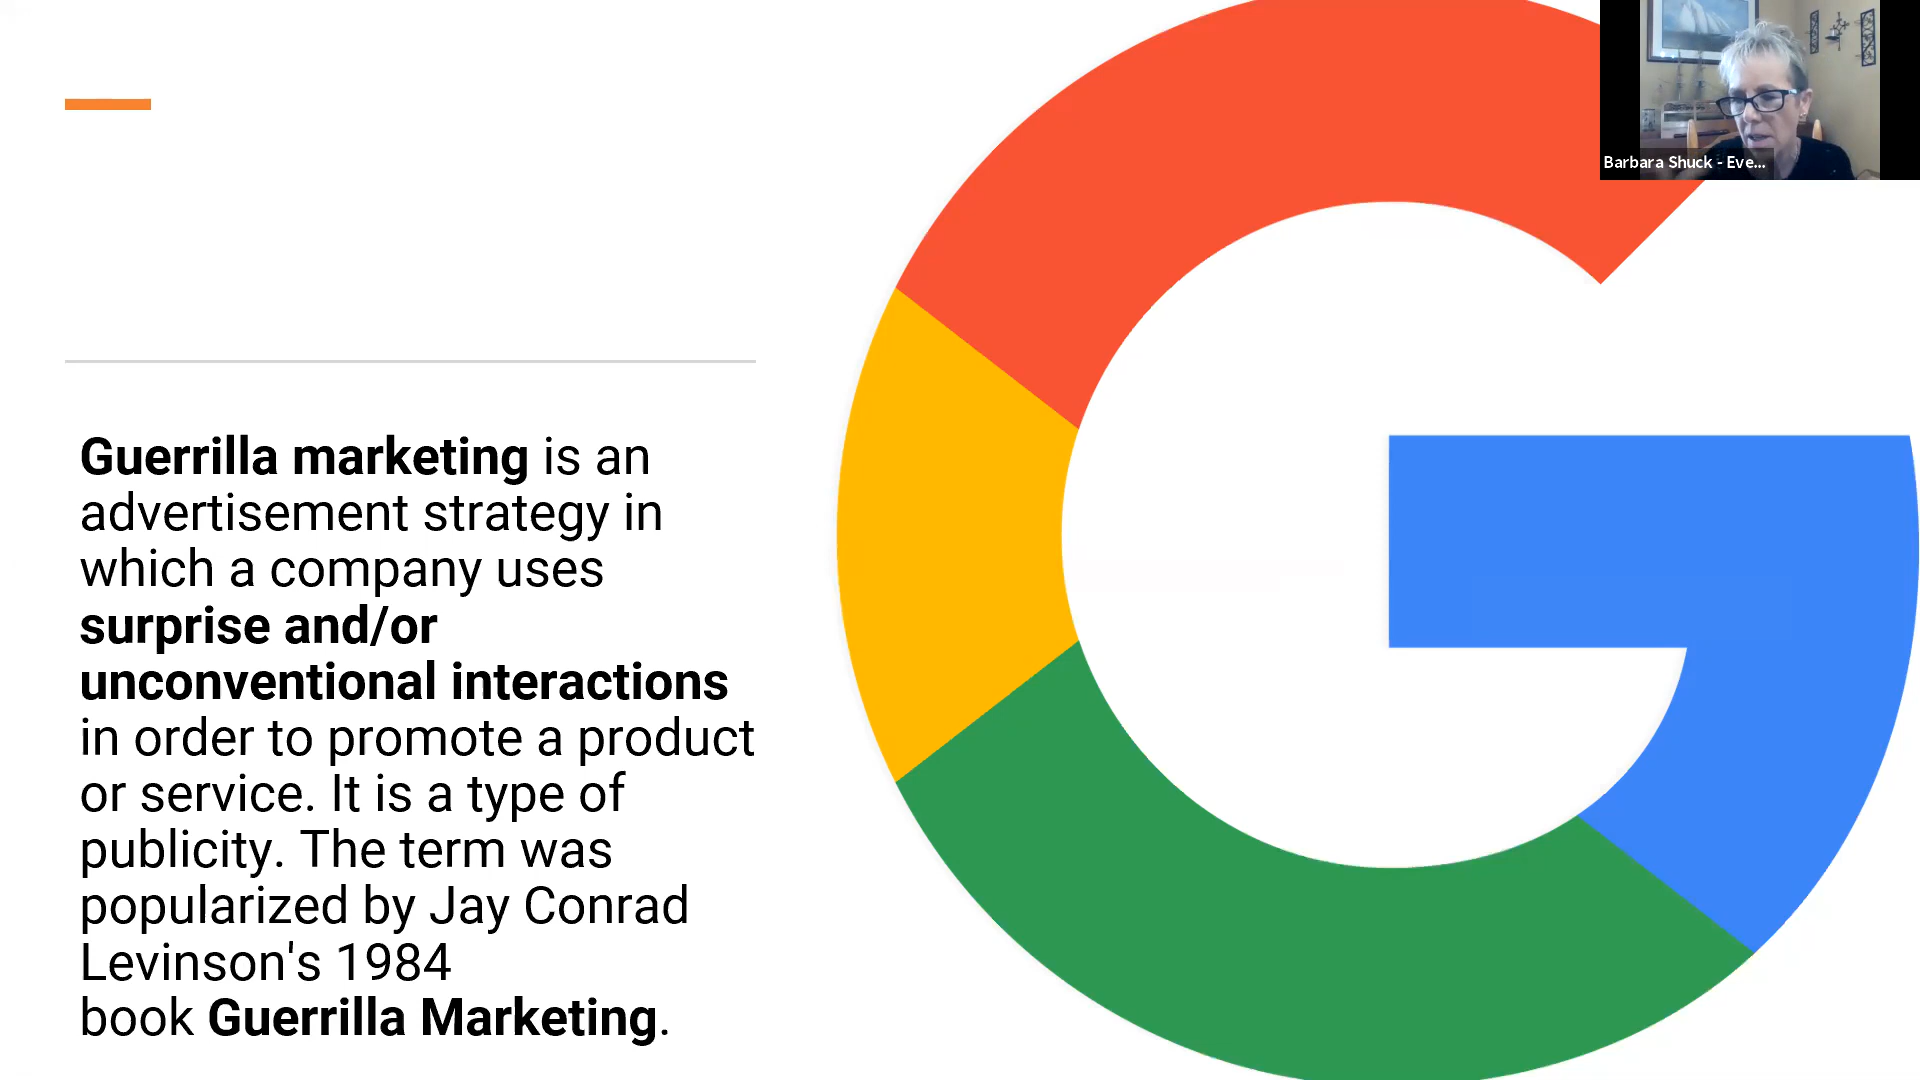 Barbara Shuck - Eve...
Guerrilla marketing is an
advertisement strategy in
which a company uses
surprise and/or
unconventional interactions
in order to promote a product
or service. It is a type of
publicity. The term was
popularized by Jay Conrad
Levinson's 1984
book Guerrilla Marketing.